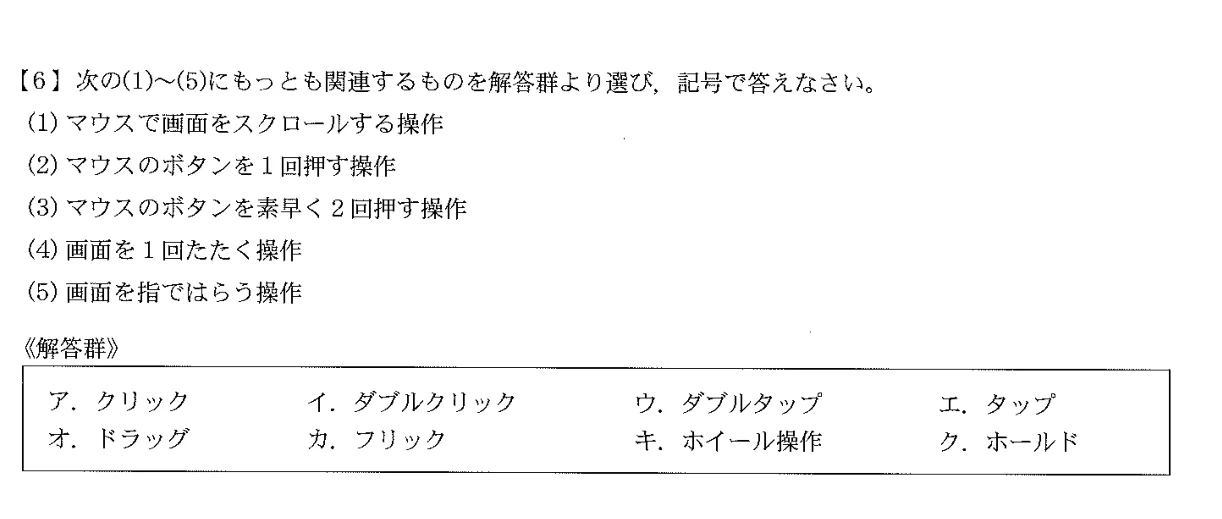 【6】次の(1)～(5)にもっとも関連するものを解答群より選び，記号で答えなさい。
(1) マウスで画面をスクロールする操作
(2) マウスのボタンを１回押す操作
(3) マウスのボタンを素早く２回押す操作
(4) 画面を１回たたく操作
(5) 画面を指ではらう操作
《解答群》
ア．クリック　イ．ダブルクリック　ウ．ダブルタップ　エ．タップ
オ．ドラッグ　カ．フリック　キ．ホイール操作　ク．ホールド